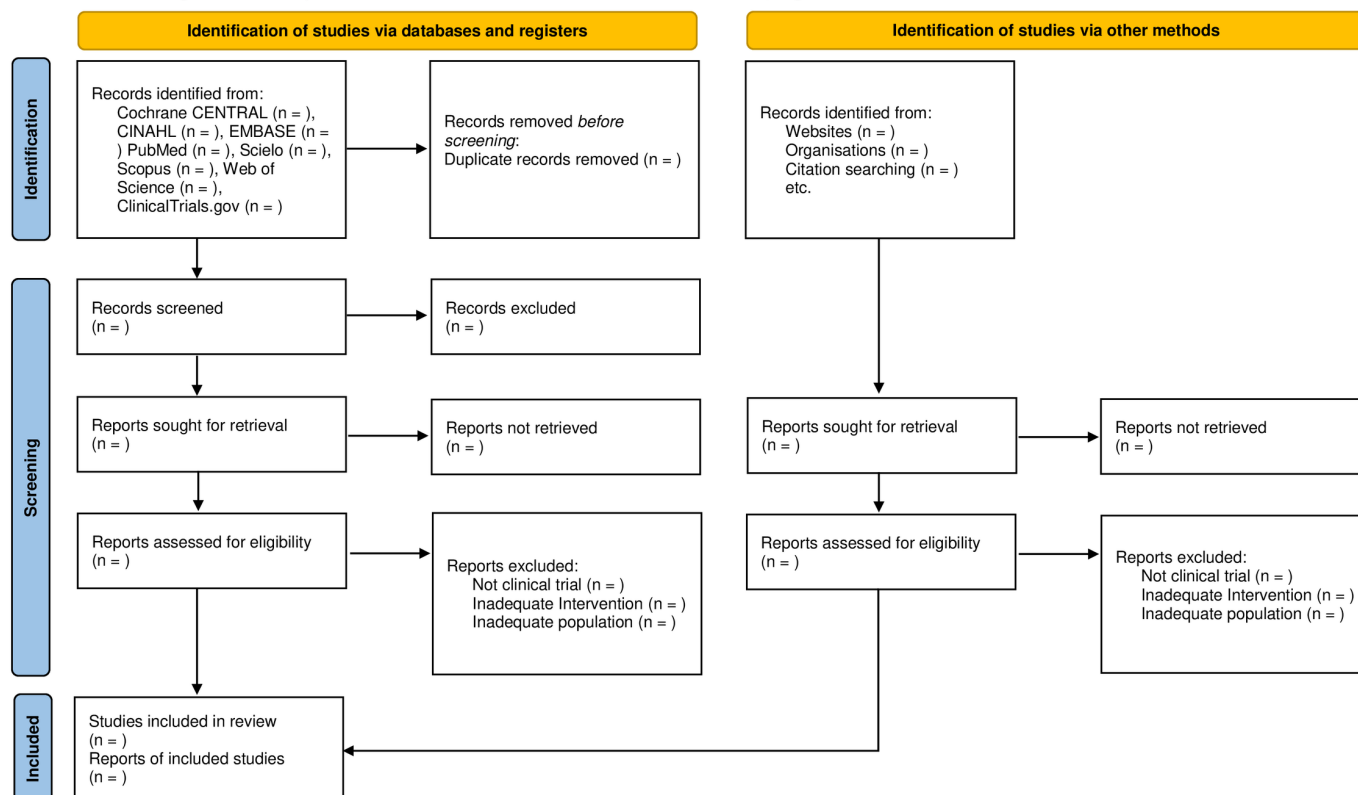 Identification of studies via databases and registers
Identification of studies via other methods
Identification
Records identified from:
Cochrane CENTRAL (n = ),
CINAHL (n = ), EMBASE (n =
) PubMed (n = ), Scielo (n = ),
Scopus (n = ), Web of
Science (n = ),
ClinicalTrials.gov (n = )
Records removed before
screening:
Duplicate records removed (n = )
Records identified from:
Websites (n = )
Organisations (n = )
Citation searching (n = )
etc.
Screening
Records screened
(n = )
Records excluded
(n = )
Reports sought for retrieval
(n = )
Reports not retrieved
(n = )
Reports sought for retrieval
(n = )
Reports not retrieved
(n = )
Reports assessed for eligibility
(n = )
Reports excluded:
Not clinical trial (n = )
Inadequate Intervention (n = )
Inadequate population (n = )
Reports assessed for eligibility
(n = )
Reports excluded:
Not clinical trial (n = )
Inadequate Intervention (n = )
Inadequate population (n = )
Included
Studies included in review
(n = )
Reports of included studies
(n = )